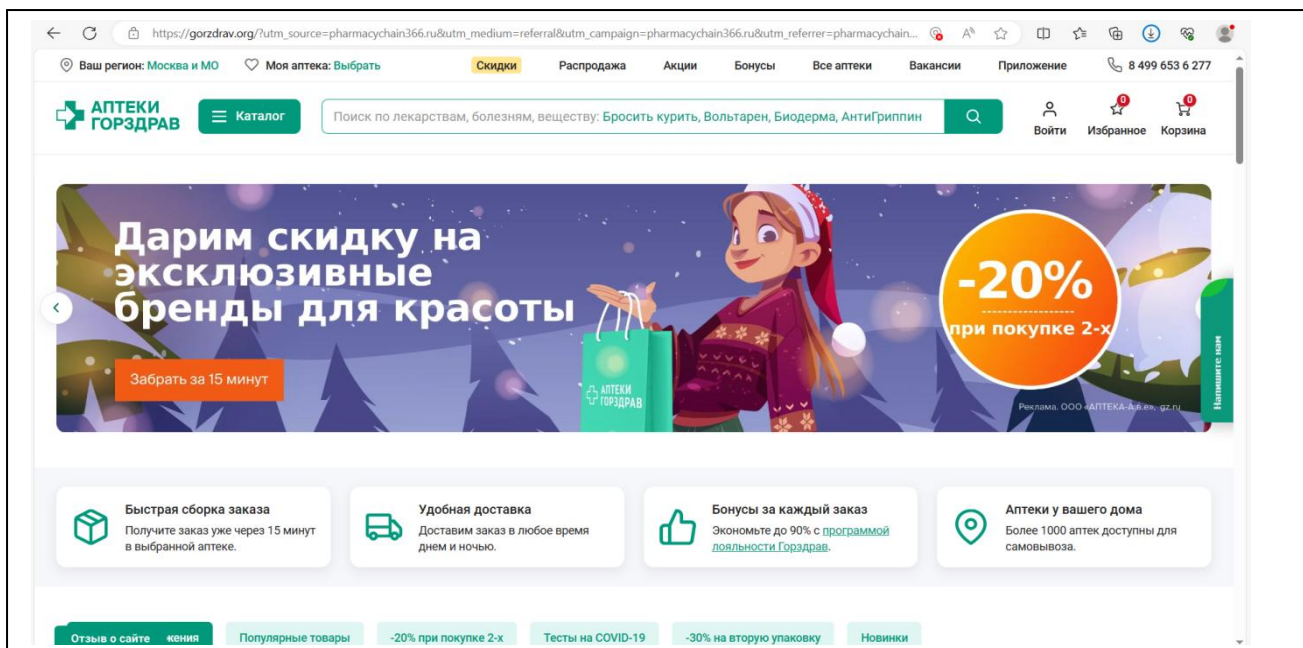 https://gorzdrav.org/?utm_source=pharmacychain366.ru&utm_medium=referral&utm_campaign=pharmacychain366.ru&utm_referrer=pharmacychain...
Ваш регион: Москва и МО Моя аптека: Выбрать Скидки Распродажа Акции Бонусы Все аптеки Вакансии Приложение 8 499 653 6 277
АПТЕКИ
ГОРЗДРАВ
Каталог
Поиск по лекарствам, болезням, веществу: Бросить курить, Вольтарен, Биодерма, АнтиГриппин
Войти
0
Избранное
0
Корзина
Дарим скидку на
эксклюзивные
бренды для красоты
Забрать за 15 минут
АПТЕКИ
ГОРЗДРАВ
-20%
при покупке 2-х
Реклама. ООО «АПТЕКА-А.в.е», gz.ru
Напишите нам
Быстрая сборка заказа
Получите заказ уже через 15 минут
в выбранной аптеке.
Удобная доставка
Доставим заказ в любое время
днем и ночью.
Бонусы за каждый заказ
Экономьте до 90% с программой
лояльности Горздрав.
Аптеки у вашего дома
Более 1000 аптек доступны для
самовывоза.
Отзыв о сайте жения Популярные товары -20% при покупке 2-х Тесты на COVID-19 -30% на вторую упаковку Новинки